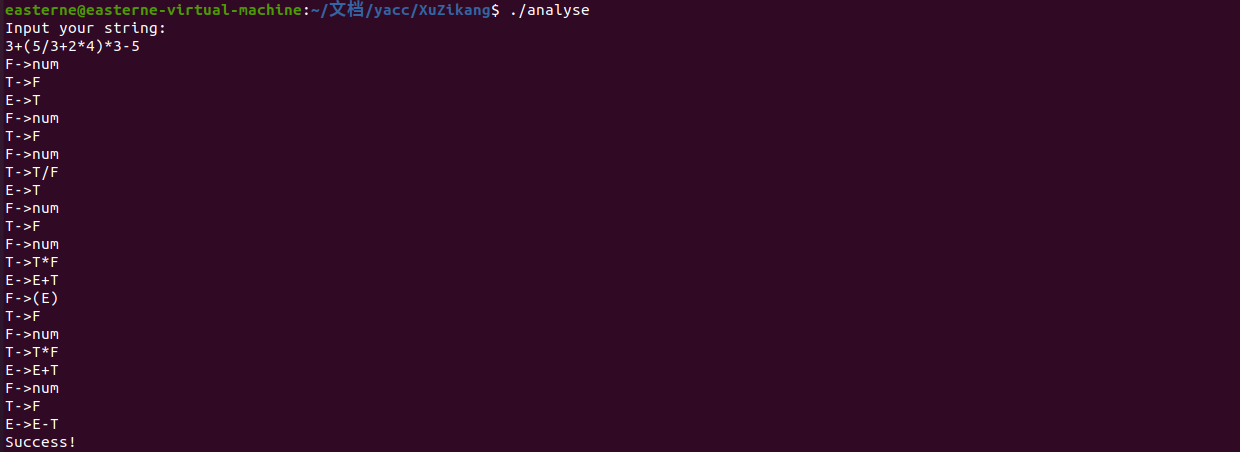 easterne@easterne-virtual-machine:~/文档/yacc/XuZikang$ ./analyse
Input your string:
3+(5/3+2*4)*3-5
F->num
T->F
E->T
F->num
T->F
F->num
T->T/F
E->T
F->num
T->F
F->num
T->T*F
E->E+T
F->(E)
T->F
F->num
T->T*F
E->E+T
F->num
T->F
E->E-T
Success!